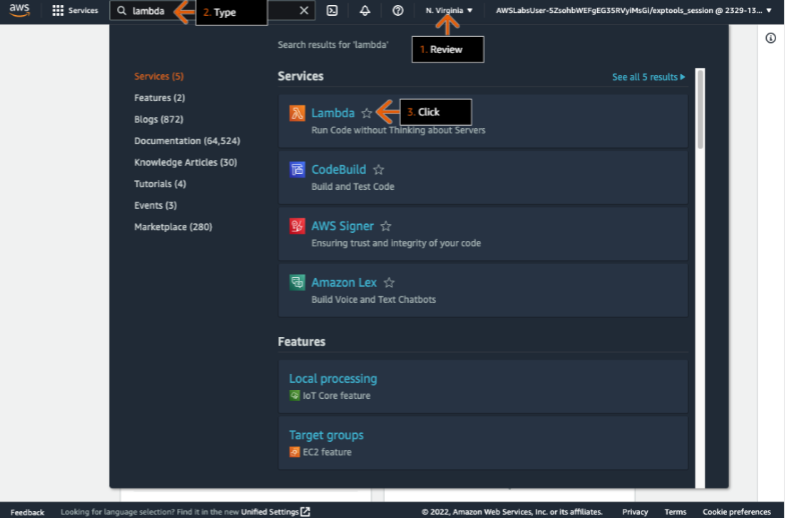 aws
Services
lambda
2. Type
N. Virginia
AWSLabsUser-5ZsohbWEFgEG35RVyiMsGi/exptools_session @ 2329-13...
Search results for 'lambda'
1. Review
Services (5)
Features (2)
Blogs (872)
Documentation (64,524)
Knowledge Articles (30)
Tutorials (4)
Events (3)
Marketplace (280)
Services
See all 5 results
Lambda
3. Click
Run Code without Thinking about Servers
CodeBuild
Build and Test Code
AWS Signer
Ensuring trust and integrity of your code
Amazon Lex
Build Voice and Text Chatbots
Features
Local processing
IoT Core feature
Target groups
EC2 feature
Feedback
Looking for language selection? Find it in the new Unified Settings
© 2022, Amazon Web Services, Inc. or its affiliates.
Privacy
Terms
Cookie preferences